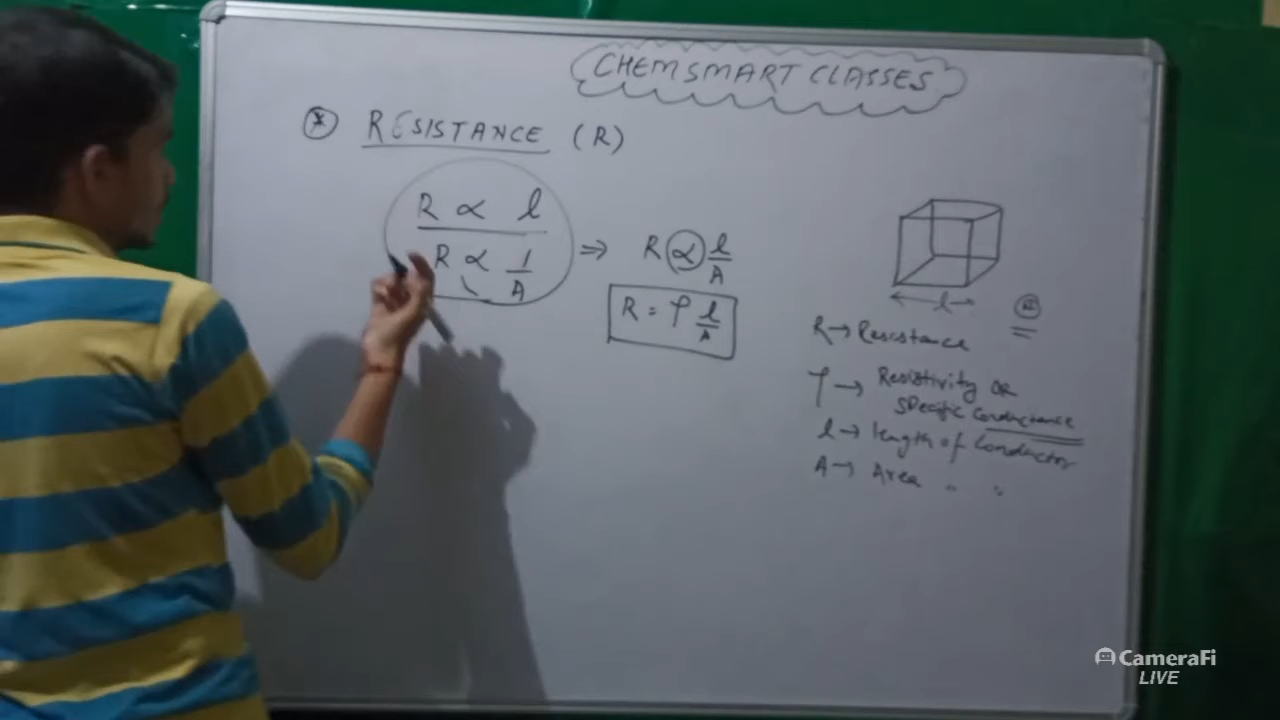 CHEMSMART CLASSES
* RESISTANCE (R)
R ∝ l
R ∝ 1/A
⇒ R ∝ l/A
R = ρ l/A
l
R
R → Resistance
ρ → Resistivity OR
Specific Conductance
l → length of Conductor
A → Area " "
CameraFi
LIVE